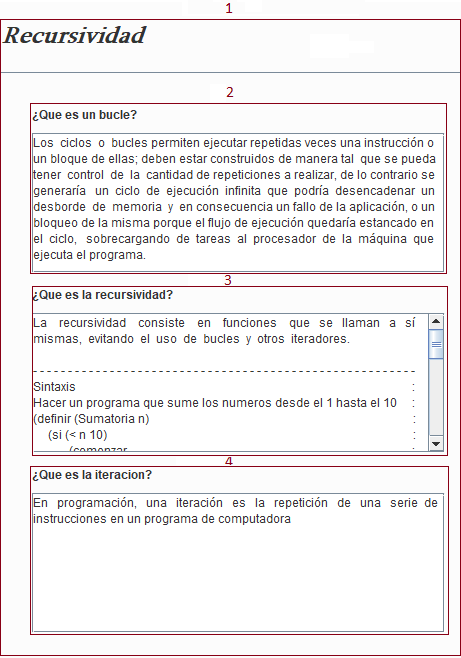 1
Recursividad
2
¿Que es un bucle?
Los ciclos o bucles permiten ejecutar repetidas veces una instrucción o
un bloque de ellas; deben estar construidos de manera tal que se pueda
tener control de la cantidad de repeticiones a realizar, de lo contrario se
generaría un ciclo de ejecución infinita que podría desencadenar un
desborde de memoria y en consecuencia un fallo de la aplicación, o un
bloqueo de la misma porque el flujo de ejecución quedaría estancado en
el ciclo, sobrecargando de tareas al procesador de la máquina que
ejecuta el programa.
3
¿Que es la recursividad?
La recursividad consiste en funciones que se llaman a sí
mismas, evitando el uso de bucles y otros iteradores.
- - - - - - - - - - - - - - - - - - - - - - - - - - - - - - - - - - - - - - - - - - - - - - - - - - - - - - - -
Sintaxis :
Hacer un programa que sume los numeros desde el 1 hasta el 10 :
(definir (Sumatoria n) :
(si (< n 10) :
(comenzar :
4
¿Que es la iteracion?
En programación, una iteración es la repetición de una serie de
instrucciones en un programa de computadora